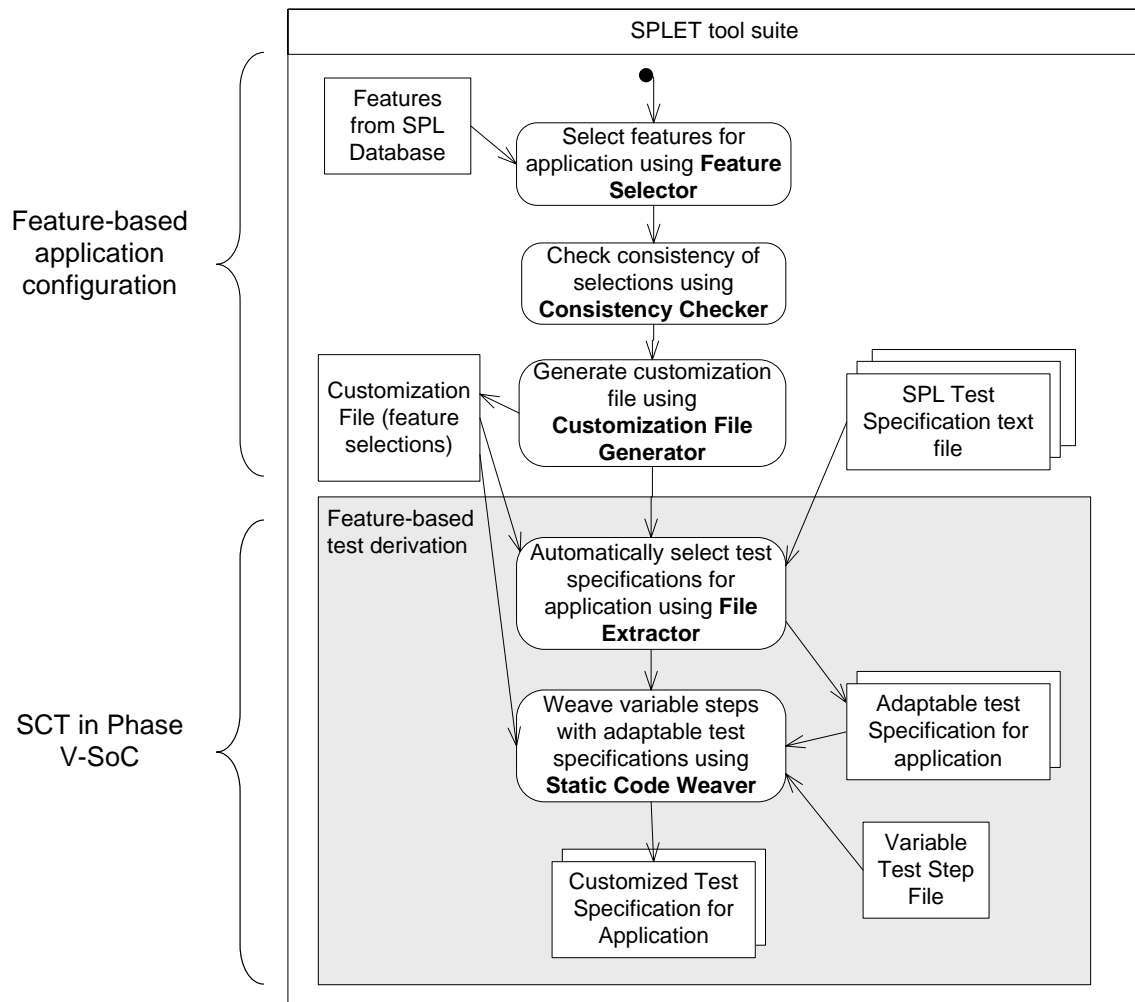 SPLET tool suite
Features
from SPL
Database
Select features for
application using Feature
Selector
Feature-based
application
configuration
Check consistency of
selections using
Consistency Checker
Customization
File (feature
selections)
Generate customization
file using
Customization File
Generator
SPL Test
Specification text
file
Feature-based
test derivation
Automatically select test
specifications for
application using File
Extractor
SCT in Phase
V-SoC
Weave variable steps
with adaptable test
specifications using
Static Code Weaver
Adaptable test
Specification for
application
Variable
Test Step
File
Customized Test
Specification for
Application